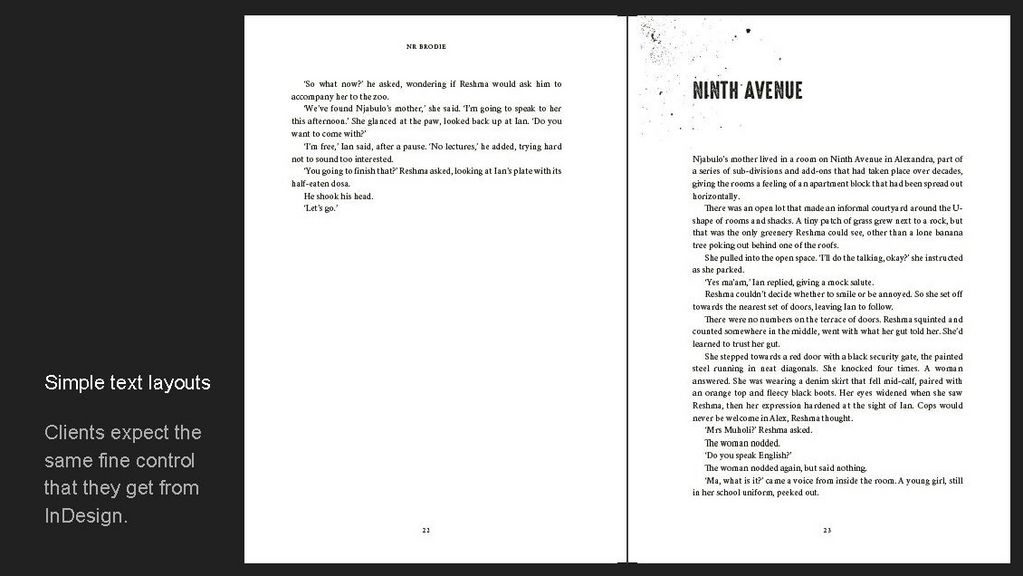 Simple text layouts
Clients expect the
same fine control
that they get from
InDesign.
NR BRODIE
‘So what now?’ he asked, wondering if Reshma would ask him to
accompany her to the zoo.
‘We’ve found Njabulo’s mother,’ she said. ‘I’m going to speak to her
this afternoon.’ She glanced at the paw, looked back up at Ian. ‘Do you
want to come with?’
‘I’m free,’ Ian said, after a pause. ‘No lectures,’ he added, trying hard
not to sound too interested.
‘You going to finish that?’ Reshma asked, looking at Ian’s plate with its
half-eaten dosa.
He shook his head.
‘Let’s go.’
22
NINTH AVENUE
Njabulo’s mother lived in a room on Ninth Avenue in Alexandra, part of
a series of sub-divisions and add-ons that had taken place over decades,
giving the rooms a feeling of an apartment block that had been spread out
horizontally.
There was an open lot that made an informal courtyard around the U-
shape of rooms and shacks. A tiny patch of grass grew next to a rock, but
that was the only greenery Reshma could see, other than a lone banana
tree poking out behind one of the roofs.
She pulled into the open space. ‘I’ll do the talking, okay?’ she instructed
as she parked.
‘Yes ma’am,’ Ian replied, giving a mock salute.
Reshma couldn’t decide whether to smile or be annoyed. So she set off
towards the nearest set of doors, leaving Ian to follow.
There were no numbers on the terrace of doors. Reshma squinted and
counted somewhere in the middle, went with what her gut told her. She’d
learned to trust her gut.
She stepped towards a red door with a black security gate, the painted
steel running in neat diagonals. She knocked four times. A woman
answered. She was wearing a denim skirt that fell mid-calf, paired with
an orange top and fleecy black boots. Her eyes widened when she saw
Reshma, then her expression hardened at the sight of Ian. Cops would
never be welcome in Alex, Reshma thought.
‘Mrs Muholi?’ Reshma asked.
The woman nodded.
‘Do you speak English?’
The woman nodded again, but said nothing.
‘Ma, what is it?’ came a voice from inside the room. A young girl, still
in her school uniform, peeked out.
23